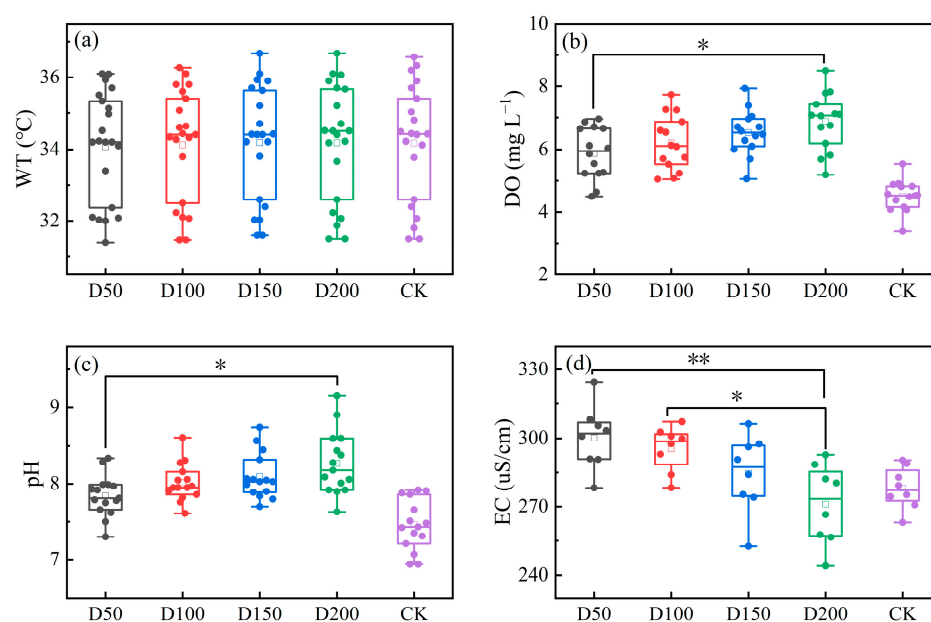 (a)
WT (°C)
36
34
32
D50 D100 D150 D200 CK
(b)
*
DO (mg L⁻¹)
10
8
6
4
2
D50 D100 D150 D200 CK
(c)
*
pH
9
8
7
D50 D100 D150 D200 CK
(d)
**
*
EC (uS/cm)
330
300
270
240
D50 D100 D150 D200 CK